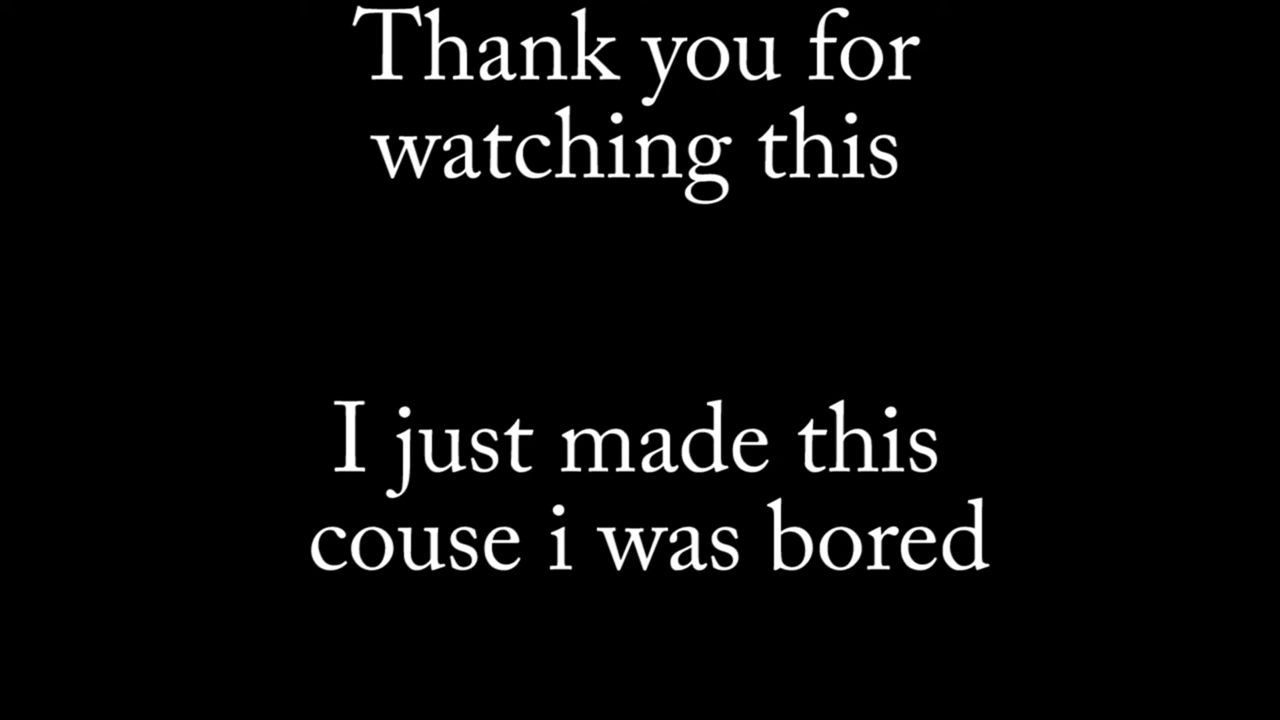 Thank you for
watching this
I just made this
couse i was bored